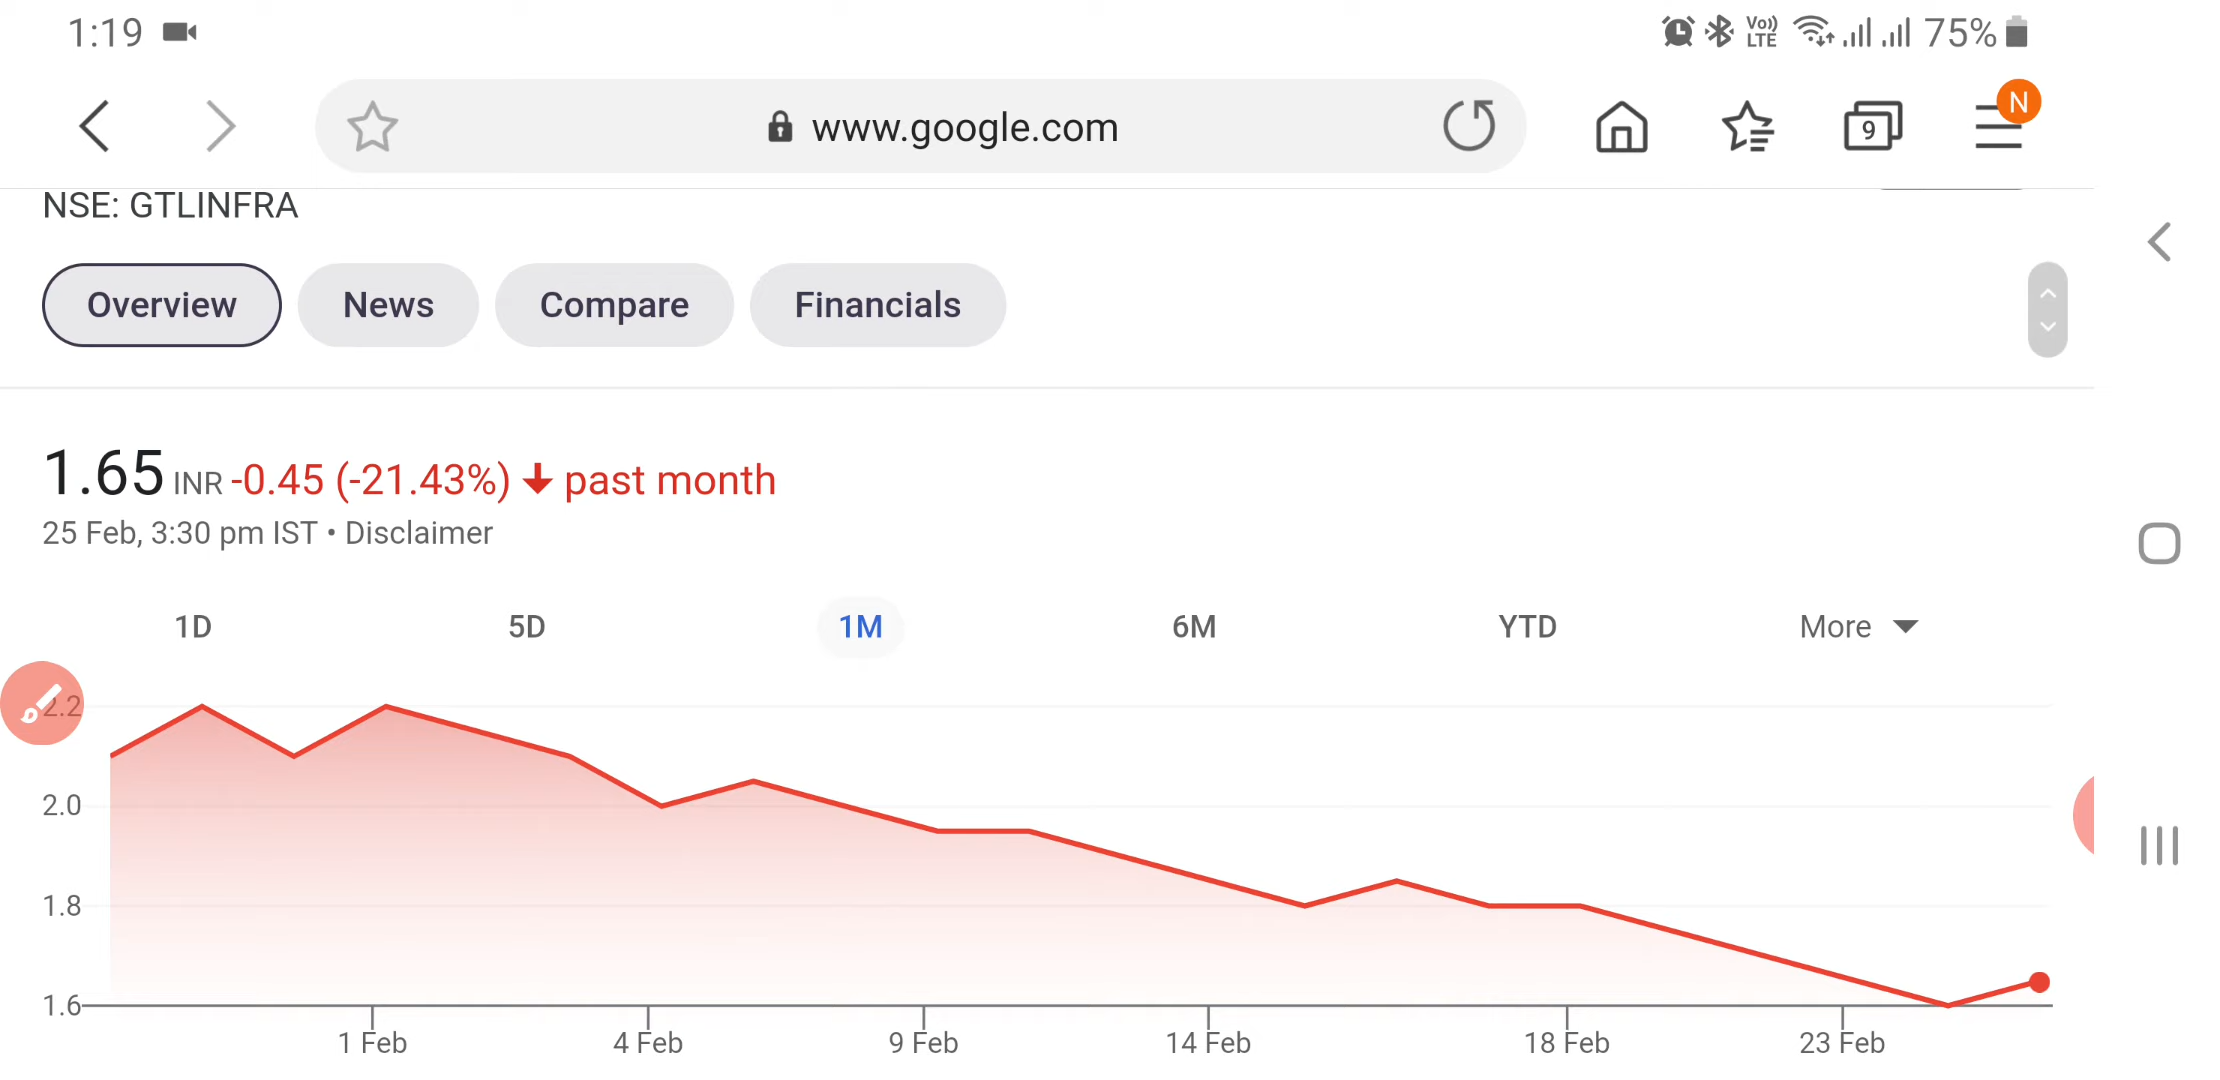 1:19 Vo)) LTE 75%
www.google.com 9 N
NSE: GTLINFRA
Overview News Compare Financials
1.65 INR -0.45 (-21.43%) past month
25 Feb, 3:30 pm IST • Disclaimer
1D 5D 1M 6M YTD More
2.2
2.0
1.8
1.6
1 Feb 4 Feb 9 Feb 14 Feb 18 Feb 23 Feb